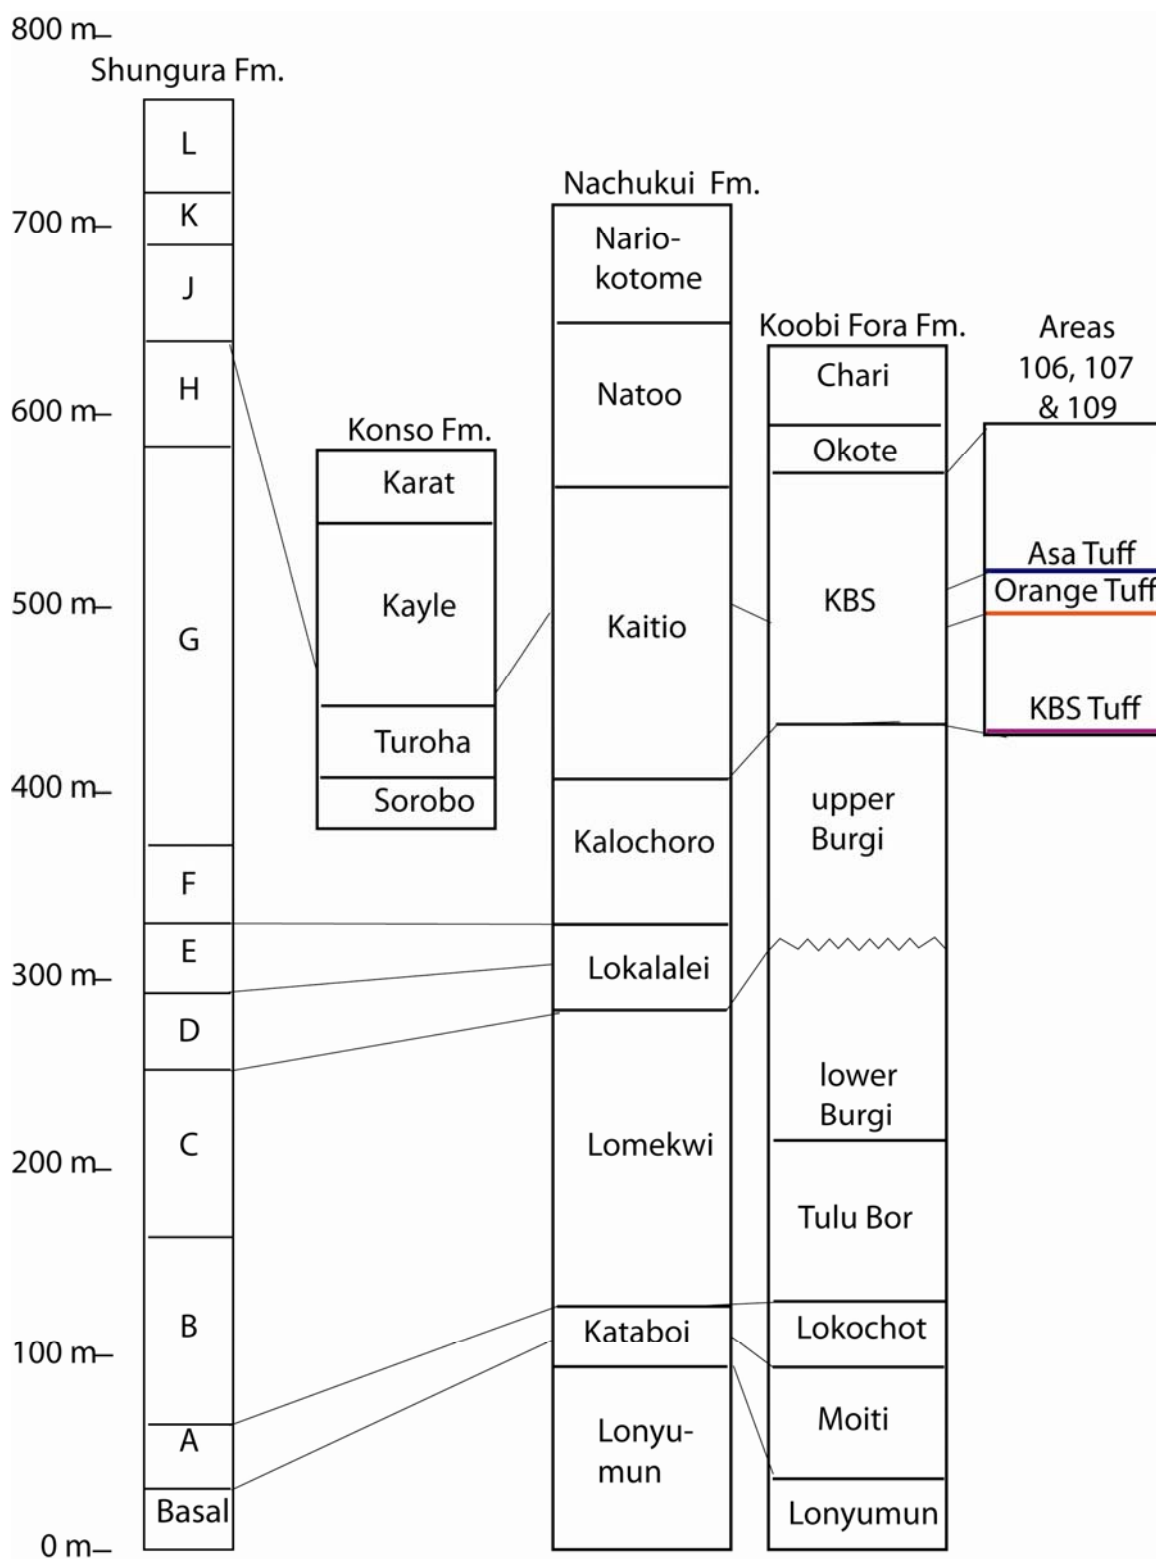 800 m
700 m
600 m
500 m
400 m
300 m
200 m
100 m
0 m
Shungura Fm.
L
K
J
H
G
F
E
D
C
B
A
Basal
Konso Fm.
Karat
Kayle
Turoha
Sorobo
Nachukui Fm.
Nario-
kotome
Natoo
Kaitio
Kalochoro
Lokalalei
Lomekwi
Kataboi
Lonyu-
mun
Koobi Fora Fm.
Chari
Okote
KBS
upper
Burgi
lower
Burgi
Tulu Bor
Lokochot
Moiti
Lonyumun
Areas
106, 107
& 109
Asa Tuff
Orange Tuff
KBS Tuff